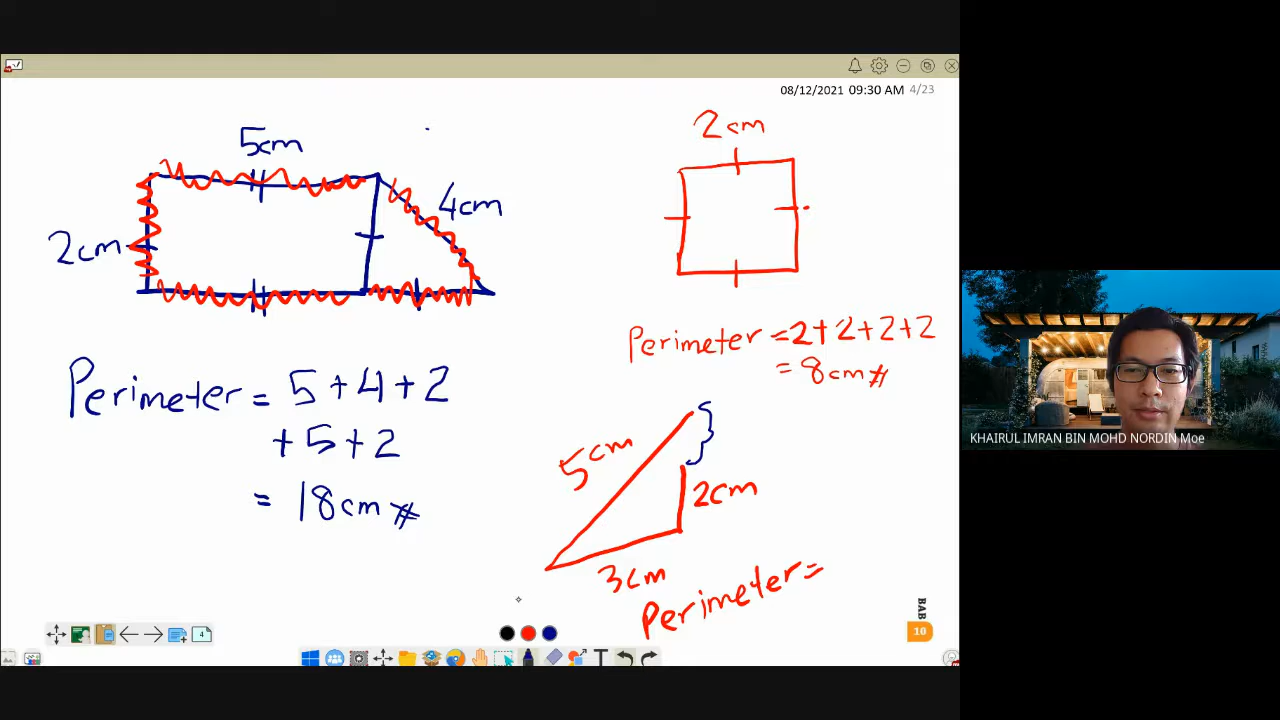 08/12/2021 09:30 AM 4/23
5cm
4cm
2cm
Perimeter = 5+4+2
+5+2
= 18cm
2cm
Perimeter = 2+2+2+2
= 8cm
5cm
2cm
3cm
Perimeter =
KHAIRUL IMRAN BIN MOHD NORDIN Moe
BAB
10
4
T